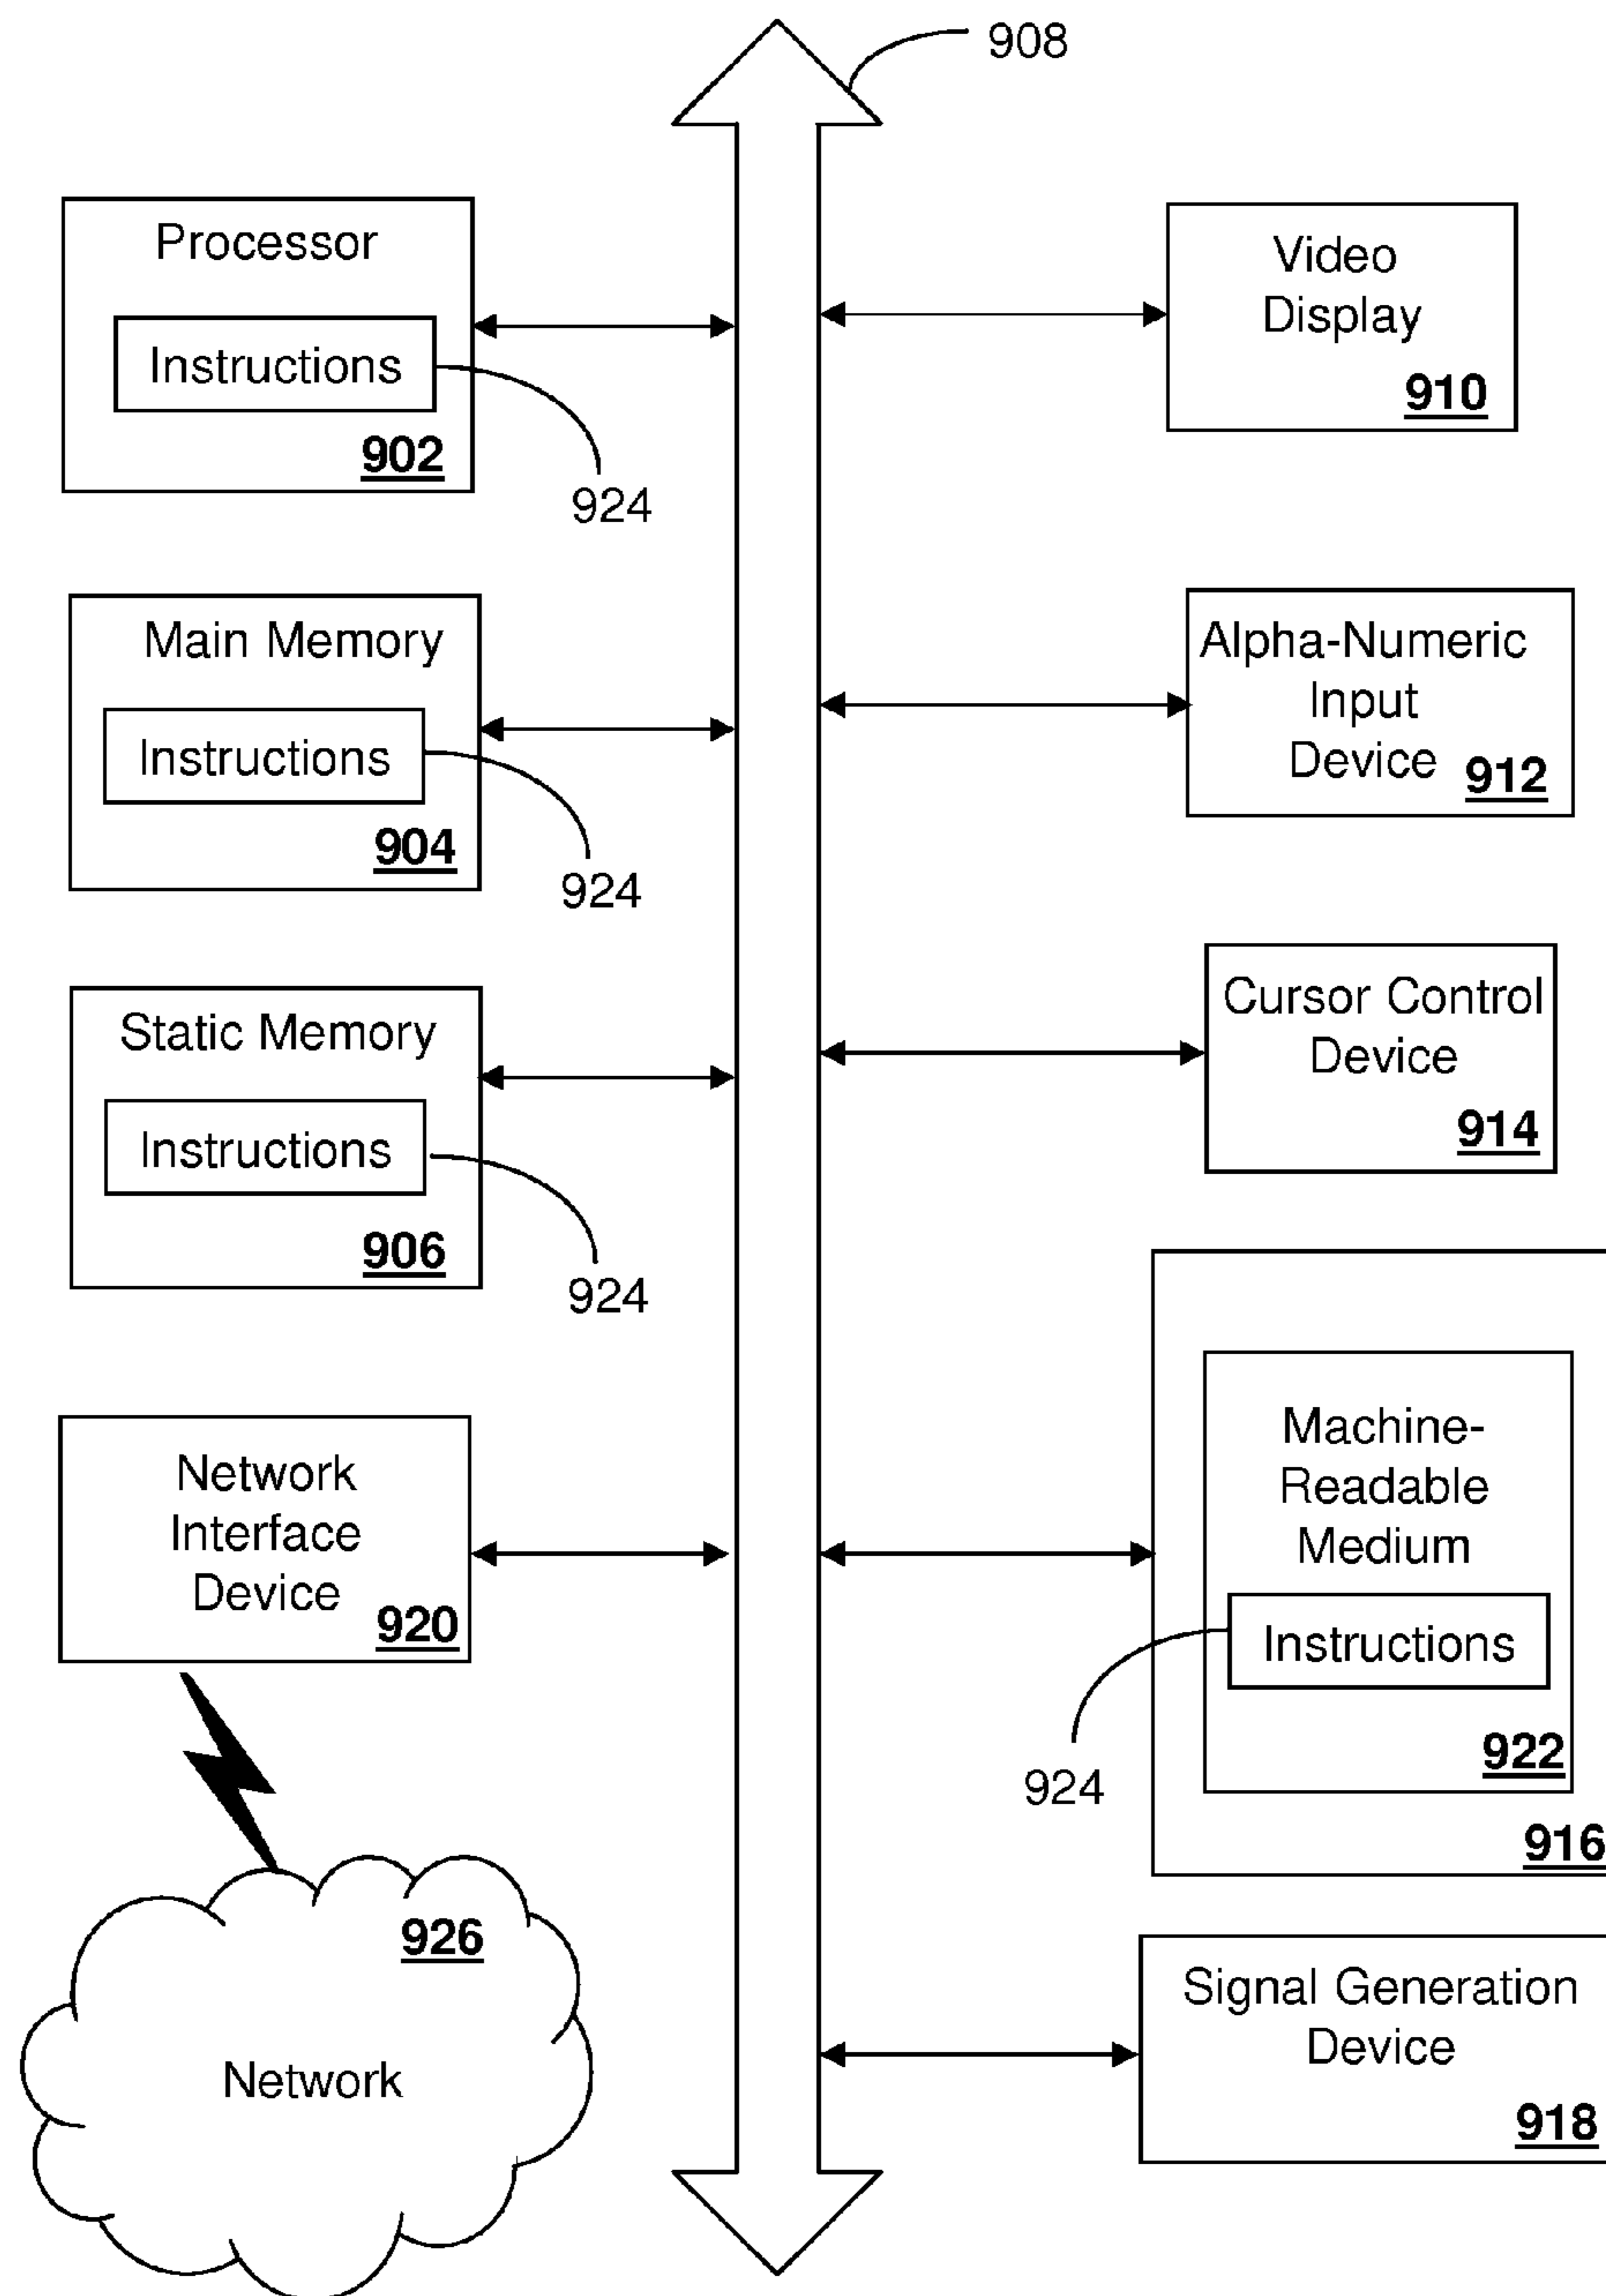 908
Processor
Instructions
902
924
Main Memory
Instructions
904
924
Static Memory
Instructions
906
924
Network
Interface
Device
920
926
Network
Video
Display
910
Alpha-Numeric
Input
Device
912
Cursor Control
Device
914
Machine-
Readable
Medium
Instructions
924
922
916
Signal Generation
Device
918